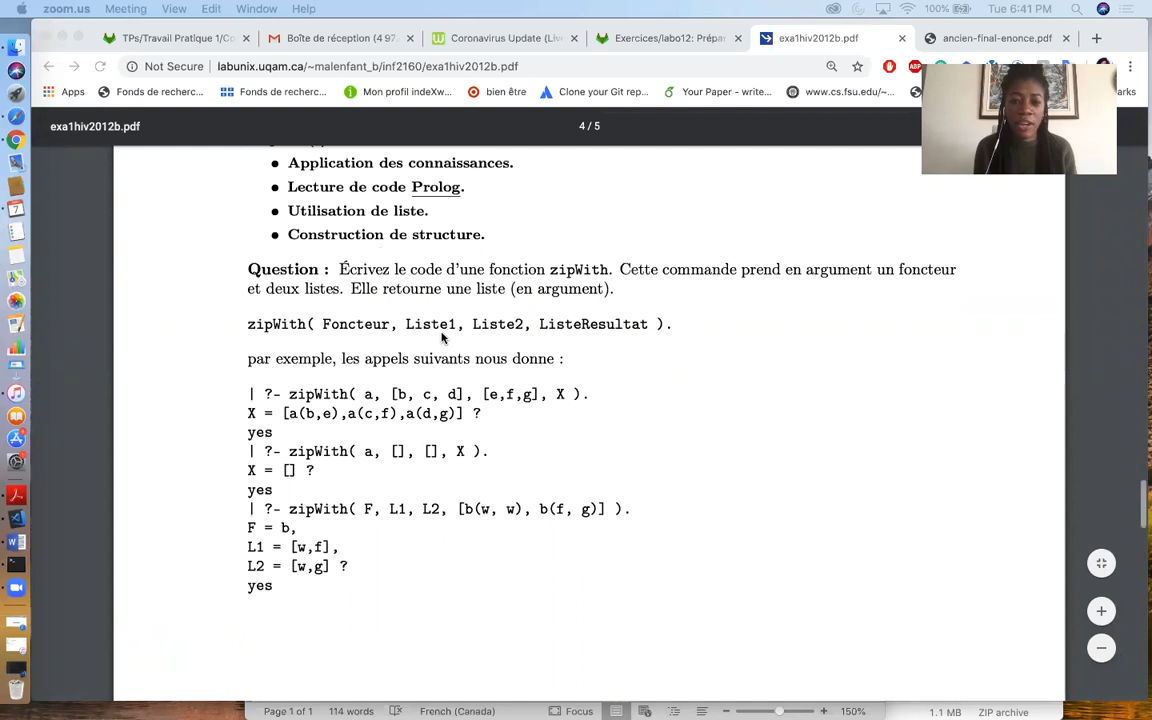 zoom.us Meeting View Edit Window Help 100% Tue 6:41 PM
TPs/Travail Pratique 1/Co × Boîte de réception (4 97 × Coronavirus Update (Live × Exercices/labo12: Prépar × exa1hiv2012b.pdf × ancien-final-enonce.pdf × +
Not Secure | labunix.uqam.ca/~malenfant_b/inf2160/exa1hiv2012b.pdf ABP
Apps Fonds de recherc... Fonds de recherc... Mon profil indeXw... bien être Clone your Git rep... Your Paper - write... www.cs.fsu.edu/~...
exa1hiv2012b.pdf 4 / 5
• Application des connaissances.
• Lecture de code Prolog.
• Utilisation de liste.
• Construction de structure.
Question : Écrivez le code d'une fonction zipWith. Cette commande prend en argument un foncteur
et deux listes. Elle retourne une liste (en argument).
zipWith( Foncteur, Liste1, Liste2, ListeResultat ).
par exemple, les appels suivants nous donne :
| ?- zipWith( a, [b, c, d], [e,f,g], X ).
X = [a(b,e),a(c,f),a(d,g)] ?
yes
| ?- zipWith( a, [], [], X ).
X = [] ?
yes
| ?- zipWith( F, L1, L2, [b(w, w), b(f, g)] ).
F = b,
L1 = [w,f],
L2 = [w,g] ?
yes
Page 1 of 1 114 words French (Canada) Focus 150% 1.1 MB ZIP archive